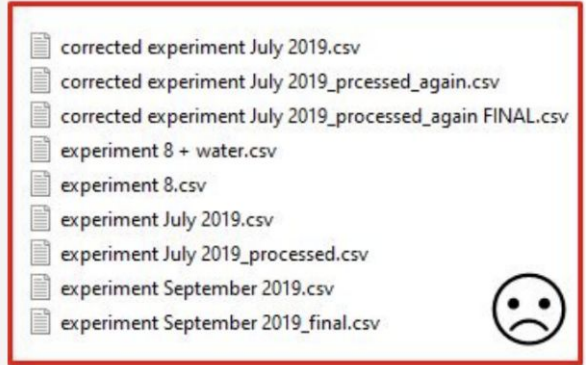 corrected experiment July 2019.csv
corrected experiment July 2019_prcessed_again.csv
corrected experiment July 2019_processed_again FINAL.csv
experiment 8 + water.csv
experiment 8.csv
experiment July 2019.csv
experiment July 2019_processed.csv
experiment September 2019.csv
experiment September 2019_final.csv